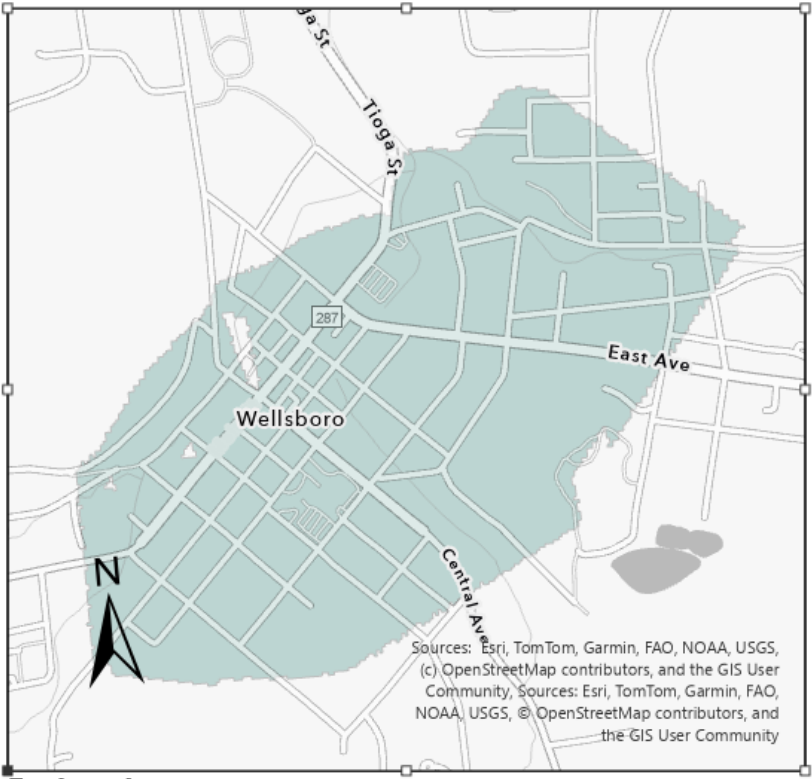 ga St
Tioga St
287
East Ave
Wellsboro
N
Central Ave
Sources: Esri, TomTom, Garmin, FAO, NOAA, USGS,
(c) OpenStreetMap contributors, and the GIS User
Community, Sources: Esri, TomTom, Garmin, FAO,
NOAA, USGS, © OpenStreetMap contributors, and
the GIS User Community